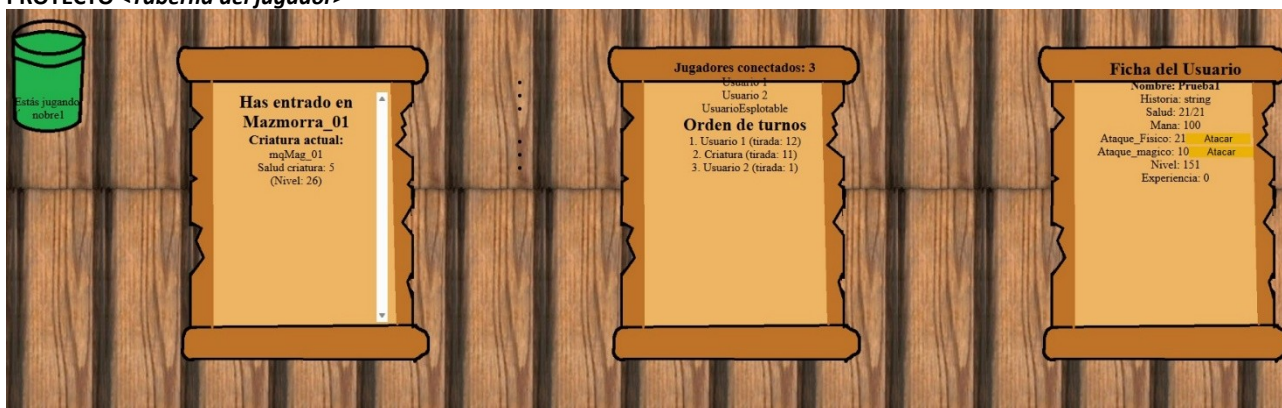 PROYECTO <Taberna del jugador>
Estás jugando
nobre1
Has entrado en
Mazmorra_01
Criatura actual:
mqMag_01
Salud criatura: 5
(Nivel: 26)
Jugadores conectados: 3
Usuario 1
Usuario 2
UsuarioEsplotable
Orden de turnos
1. Usuario 1 (tirada: 12)
2. Criatura (tirada: 11)
3. Usuario 2 (tirada: 1)
Ficha del Usuario
Nombre: Prueba1
Historia: string
Salud: 21/21
Mana: 100
Ataque_Fisico: 21 Atacar
Ataque_magico: 10 Atacar
Nivel: 151
Experiencia: 0